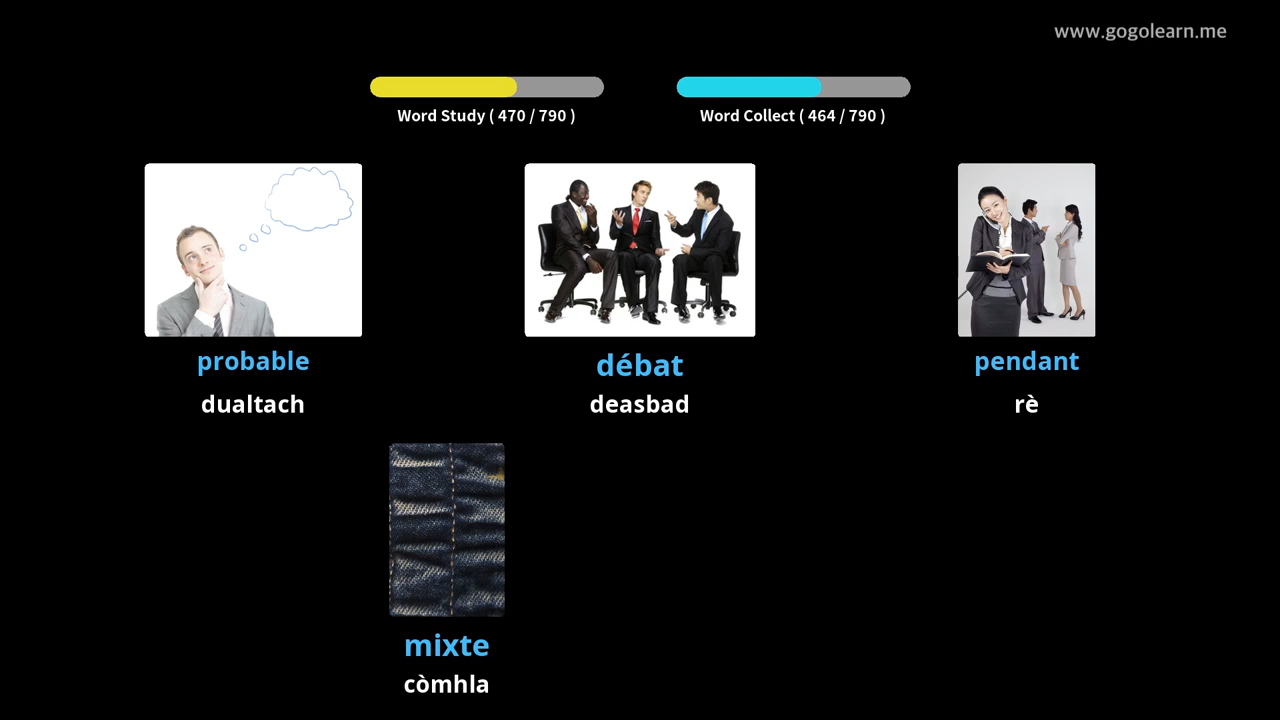 www.gogolearn.me
Word Study ( 470 / 790 )
Word Collect ( 464 / 790 )
probable
dualtach
débat
deasbad
pendant
rè
mixte
còmhla